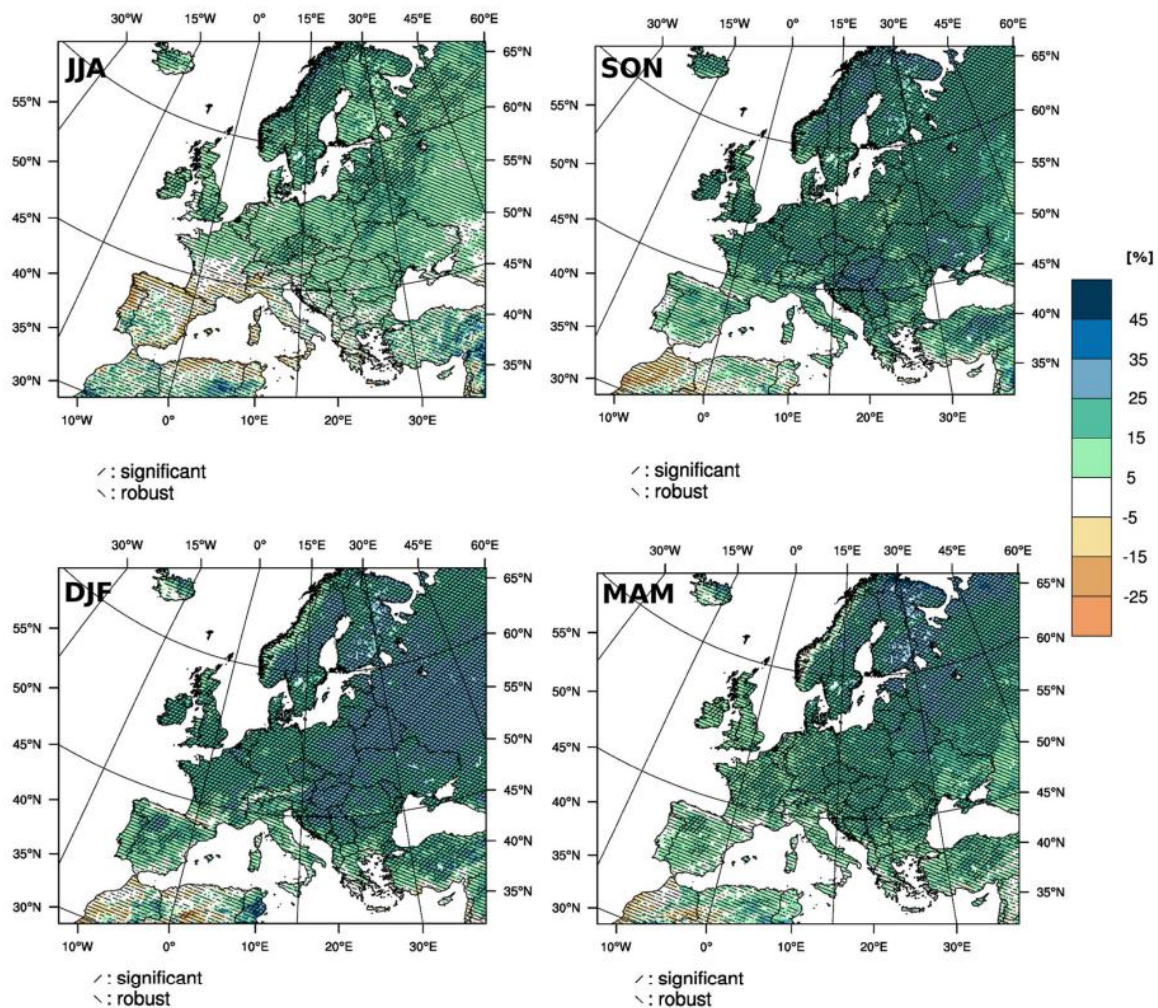 30°W 15°W 0° 15°E 30°E 45°E 60°E
JJA
55°N 50°N 45°N 40°N 35°N 30°N
65°N 60°N 55°N 50°N 45°N 40°N 35°N
10°W 0° 10°E 20°E 30°E
⟋ : significant
⟍ : robust
30°W 15°W 0° 15°E 30°E 45°E 60°E
SON
55°N 50°N 45°N 40°N 35°N 30°N
65°N 60°N 55°N 50°N 45°N 40°N 35°N
10°W 0° 10°E 20°E 30°E
⟋ : significant
⟍ : robust
[%]
45
35
25
15
5
-5
-15
-25
30°W 15°W 0° 15°E 30°E 45°E 60°E
DJF
55°N 50°N 45°N 40°N 35°N 30°N
65°N 60°N 55°N 50°N 45°N 40°N 35°N
10°W 0° 10°E 20°E 30°E
⟋ : significant
⟍ : robust
30°W 15°W 0° 15°E 30°E 45°E 60°E
MAM
55°N 50°N 45°N 40°N 35°N 30°N
65°N 60°N 55°N 50°N 45°N 40°N 35°N
10°W 0° 10°E 20°E 30°E
⟋ : significant
⟍ : robust